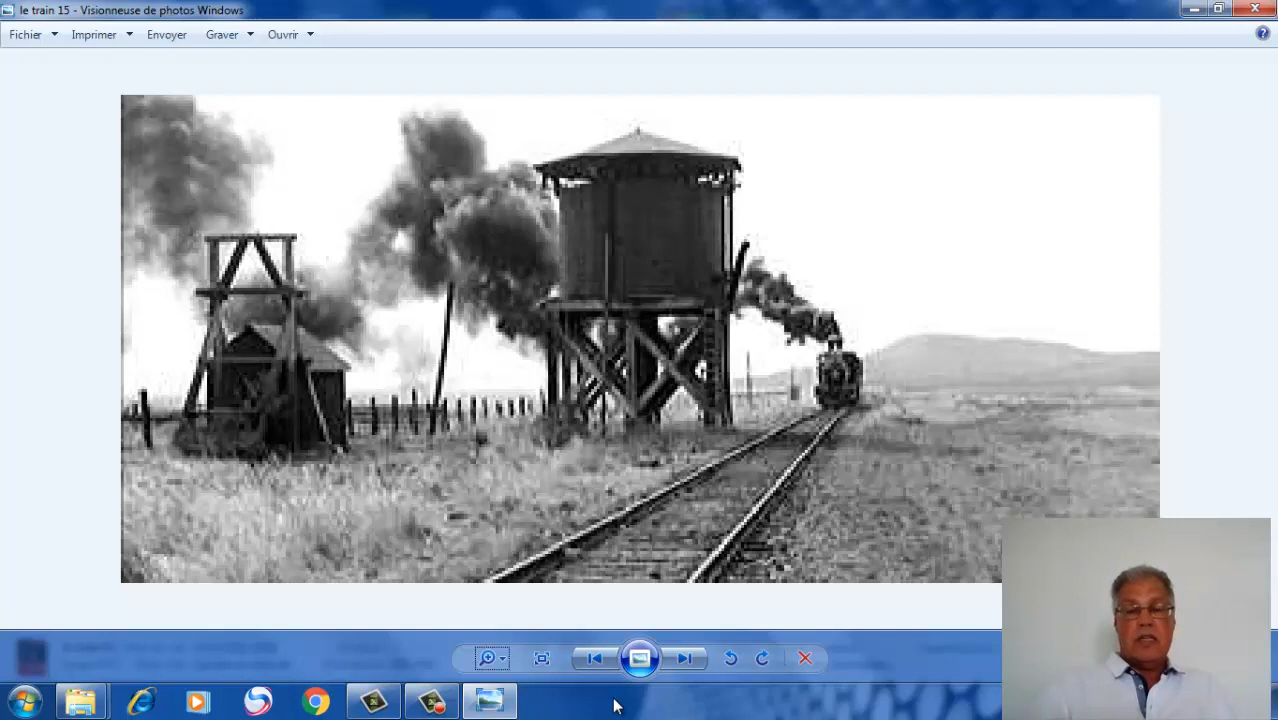 le train 15 - Visionneuse de photos Windows
Fichier Imprimer Envoyer Graver Ouvrir